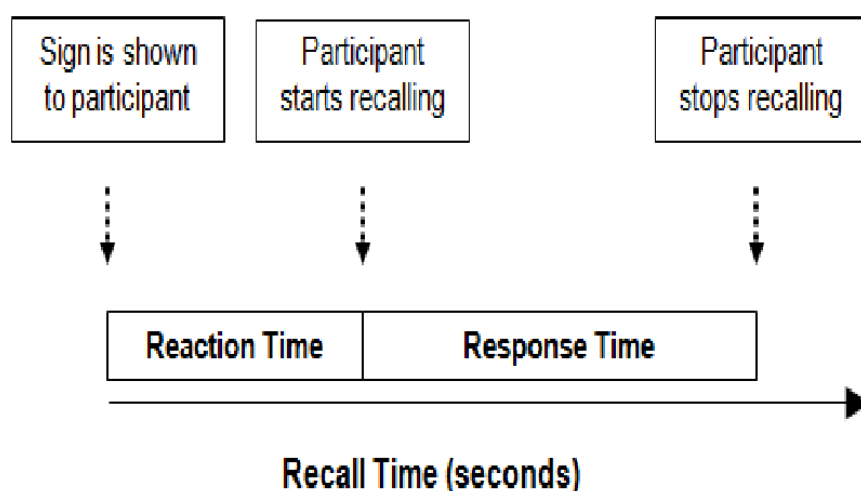 Sign is shown
to participant
Participant
starts recalling
Participant
stops recalling
Reaction Time
Response Time
Recall Time (seconds)